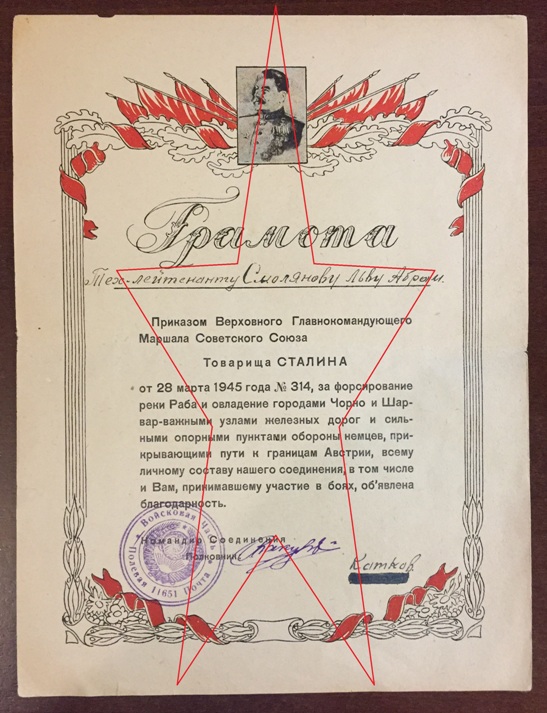 Грамота
Тех-лейтенанту Смолянову Льву Абрам.
Приказом Верховного Главнокомандующего
Маршала Советского Союза
Товарища СТАЛИНА
от 28 марта 1945 года № 314, за форсирование
реки Раба и овладение городами Чорно и Шар-
вар-важными узлами железных дорог и силь-
ными опорными пунктами обороны немцев, при-
крывающими пути к границам Австрии, всему
личному составу нашего соединения, в том числе
и Вам, принимавшему участие в боях, об'явлена
благодарность.
Командир Соединения
Полковник
Котков
Войсковая Часть
Полевая 11651 Почта